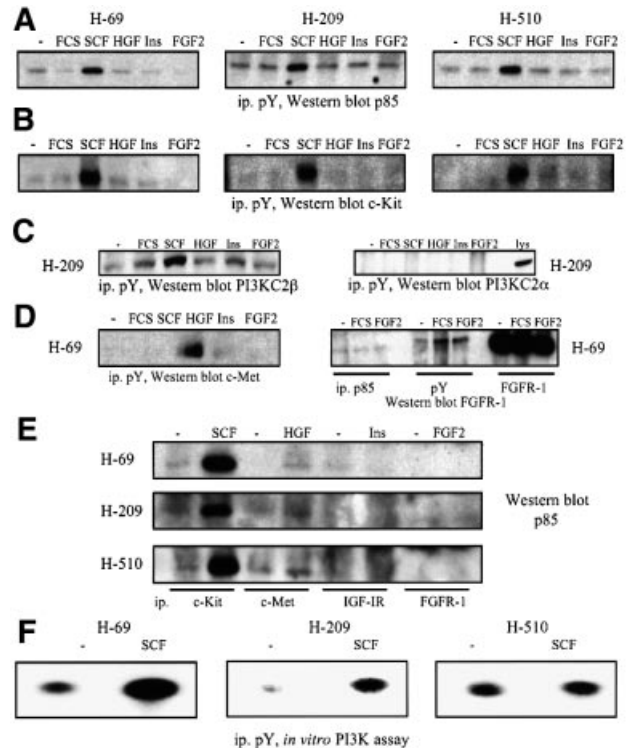 A H-69 H-209 H-510
- FCS SCF HGF Ins FGF2 - FCS SCF HGF Ins FGF2 - FCS SCF HGF Ins FGF2
ip. pY, Western blot p85
B
- FCS SCF HGF Ins FGF2 - FCS SCF HGF Ins FGF2 - FCS SCF HGF Ins FGF2
ip. pY, Western blot c-Kit
C - FCS SCF HGF Ins FGF2 - FCS SCF HGF Ins FGF2 lys
H-209 H-209
ip. pY, Western blot PI3KC2β ip. pY, Western blot PI3KC2α
D - FCS SCF HGF Ins FGF2 - FCS FGF2 - FCS FGF2 - FCS FGF2
H-69 H-69
ip. pY, Western blot c-Met ip. p85 pY FGFR-1
Western blot FGFR-1
E - SCF - HGF - Ins - FGF2
H-69
H-209 Western blot
p85
H-510
ip. c-Kit c-Met IGF-IR FGFR-1
F H-69 H-209 H-510
- SCF - SCF - SCF
ip. pY, in vitro PI3K assay